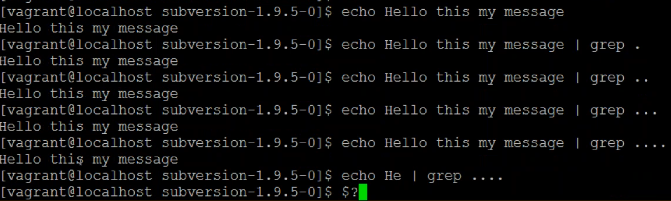 [vagrant@localhost subversion-1.9.5-0]$ echo Hello this my message
Hello this my message
[vagrant@localhost subversion-1.9.5-0]$ echo Hello this my message | grep .
Hello this my message
[vagrant@localhost subversion-1.9.5-0]$ echo Hello this my message | grep ..
Hello this my message
[vagrant@localhost subversion-1.9.5-0]$ echo Hello this my message | grep ...
Hello this my message
[vagrant@localhost subversion-1.9.5-0]$ echo Hello this my message | grep ....
Hello this my message
[vagrant@localhost subversion-1.9.5-0]$ echo He | grep ....
[vagrant@localhost subversion-1.9.5-0]$ $?